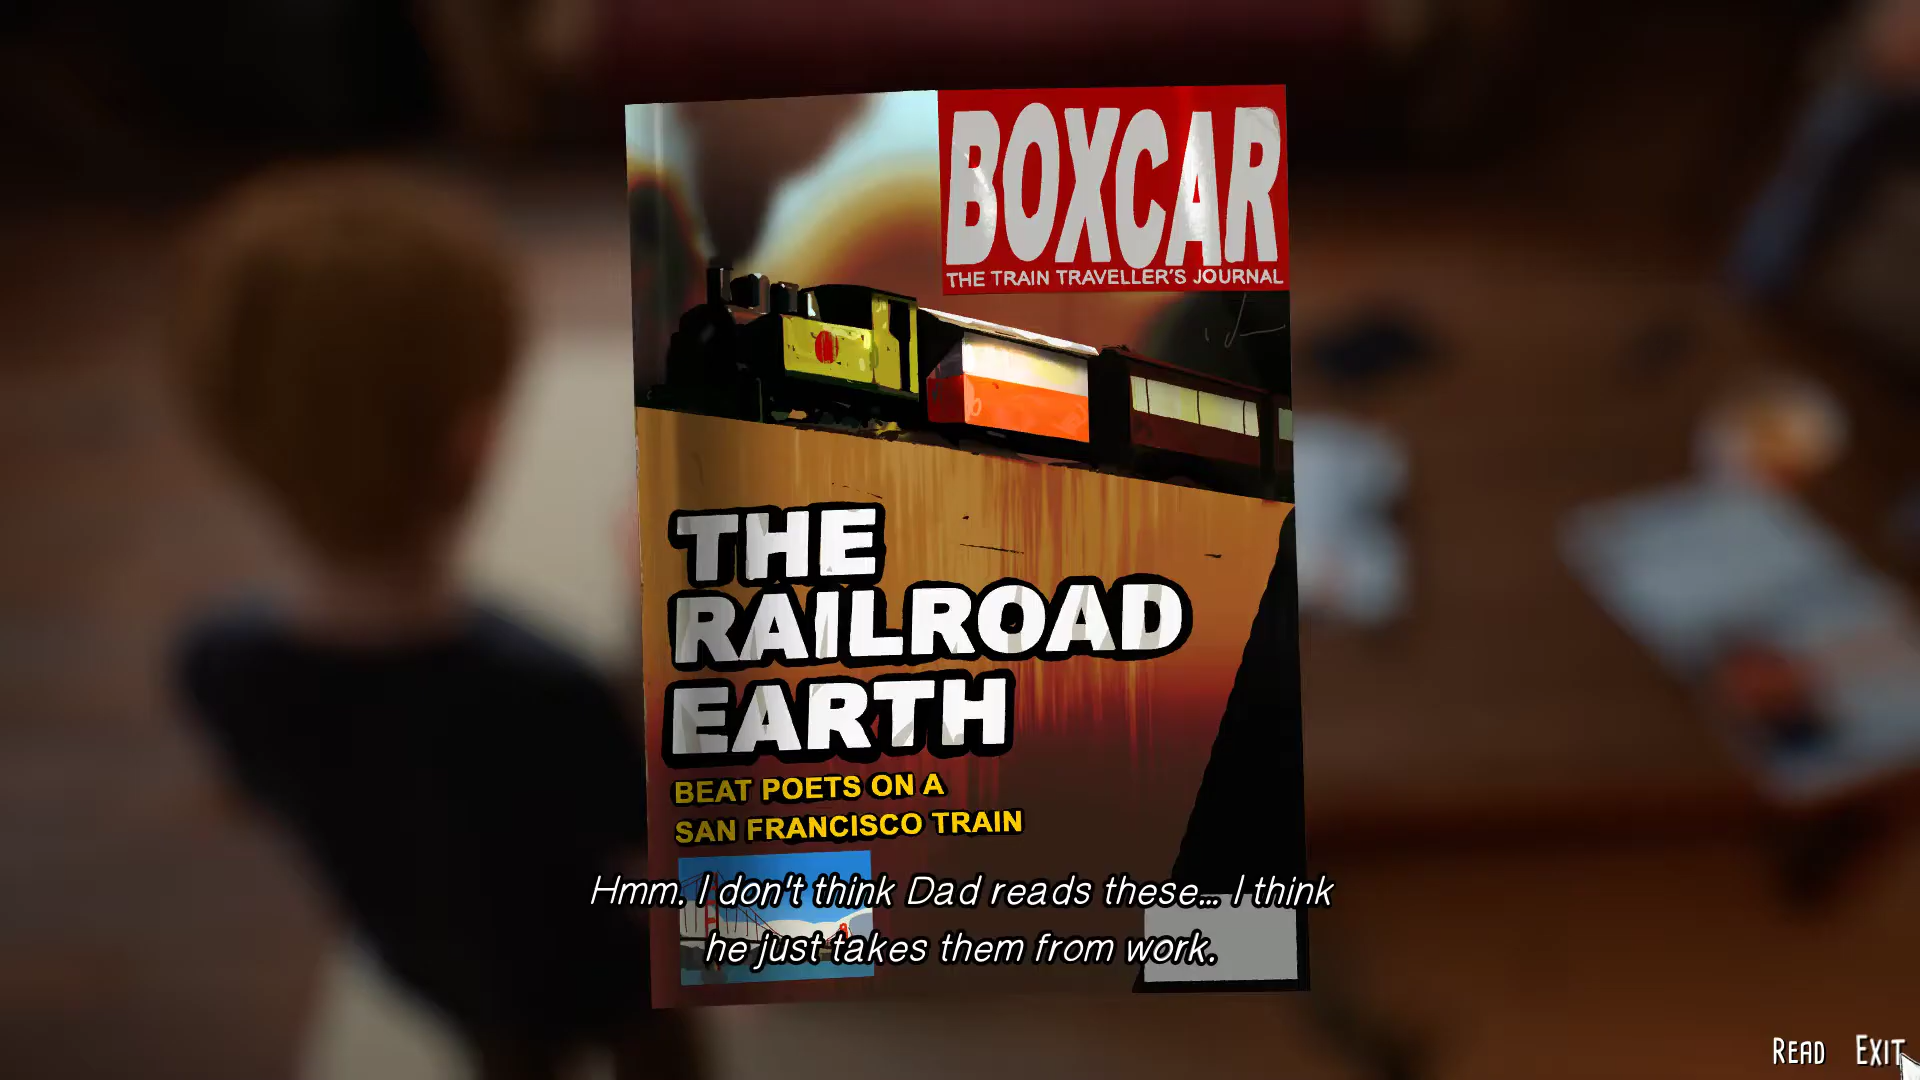 BOXCAR
THE TRAIN TRAVELLER'S JOURNAL
THE
RAILROAD
EARTH
BEAT POETS ON A
SAN FRANCISCO TRAIN
Hmm. I don't think Dad reads these... I think
he just takes them from work.
READ EXIT